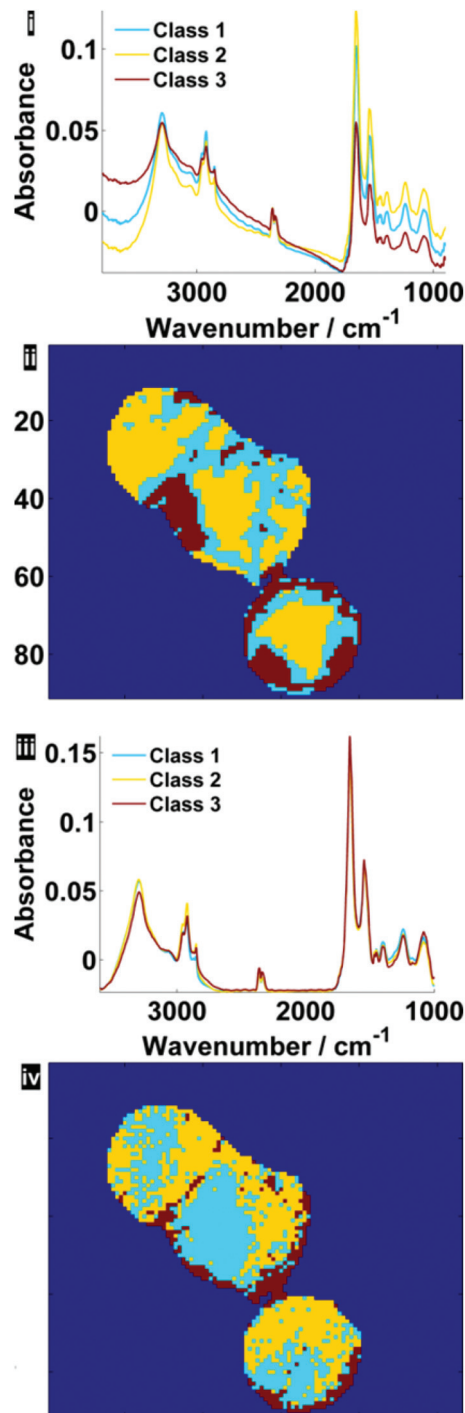 i
Class 1
Class 2
Class 3
0.1
0.05
0
Absorbance
3000 2000 1000
Wavenumber / cm-1
ii
20
40
60
80
iii
Class 1
Class 2
Class 3
0.15
0.1
0.05
0
Absorbance
3000 2000 1000
Wavenumber / cm-1
iv